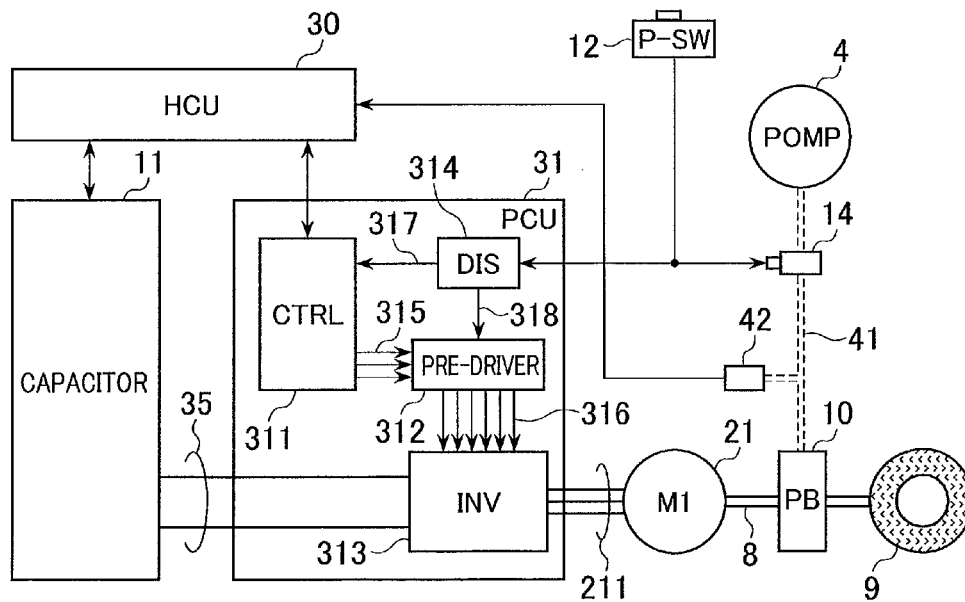 30
12
P-SW
4
HCU
POMP
11
314
31
PCU
14
317
DIS
CTRL
315
318
42
41
CAPACITOR
PRE-DRIVER
35
311
312
316
10
21
INV
M1
PB
313
211
8
9